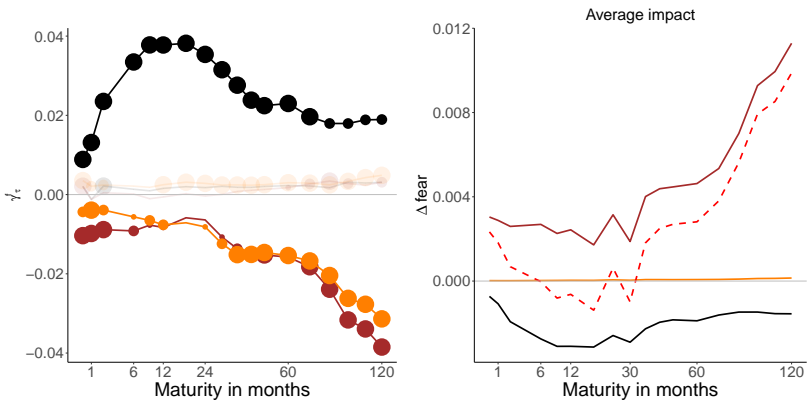 Average impact
0.04
0.02
0.00
−0.02
−0.04
γτ
1 6 12 24 60 120
Maturity in months
0.012
0.008
0.004
0.000
Δ fear
1 6 12 30 60 120
Maturity in months